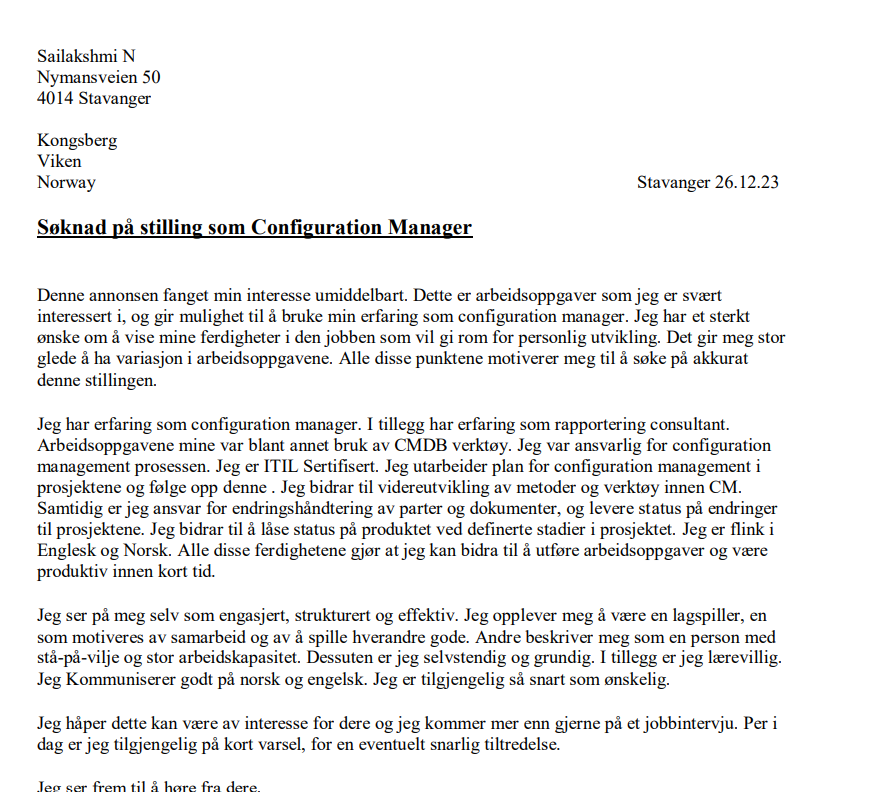 Sailakshmi N
Nymansveien 50
4014 Stavanger
Kongsberg
Viken
Norway
Stavanger 26.12.23
Søknad på stilling som Configuration Manager
Denne annonsen fanget min interesse umiddelbart. Dette er arbeidsoppgaver som jeg er svært
interessert i, og gir mulighet til å bruke min erfaring som configuration manager. Jeg har et sterkt
ønske om å vise mine ferdigheter i den jobben som vil gi rom for personlig utvikling. Det gir meg stor
glede å ha variasjon i arbeidsoppgavene. Alle disse punktene motiverer meg til å søke på akkurat
denne stillingen.
Jeg har erfaring som configuration manager. I tillegg har erfaring som rapportering consultant.
Arbeidsoppgavene mine var blant annet bruk av CMDB verktøy. Jeg var ansvarlig for configuration
management prosessen. Jeg er ITIL Sertifisert. Jeg utarbeider plan for configuration management i
prosjektene og følge opp denne . Jeg bidrar til videreutvikling av metoder og verktøy innen CM.
Samtidig er jeg ansvar for endringshåndtering av parter og dokumenter, og levere status på endringer
til prosjektene. Jeg bidrar til å låse status på produktet ved definerte stadier i prosjektet. Jeg er flink i
Englesk og Norsk. Alle disse ferdighetene gjør at jeg kan bidra til å utføre arbeidsoppgaver og være
produktiv innen kort tid.
Jeg ser på meg selv som engasjert, strukturert og effektiv. Jeg opplever meg å være en lagspiller, en
som motiveres av samarbeid og av å spille hverandre gode. Andre beskriver meg som en person med
stå-på-vilje og stor arbeidskapasitet. Dessuten er jeg selvstendig og grundig. I tillegg er jeg lærevillig.
Jeg Kommuniserer godt på norsk og engelsk. Jeg er tilgjengelig så snart som ønskelig.
Jeg håper dette kan være av interesse for dere og jeg kommer mer enn gjerne på et jobbintervju. Per i
dag er jeg tilgjengelig på kort varsel, for en eventuelt snarlig tiltredelse.
Jeg ser frem til å høre fra dere.